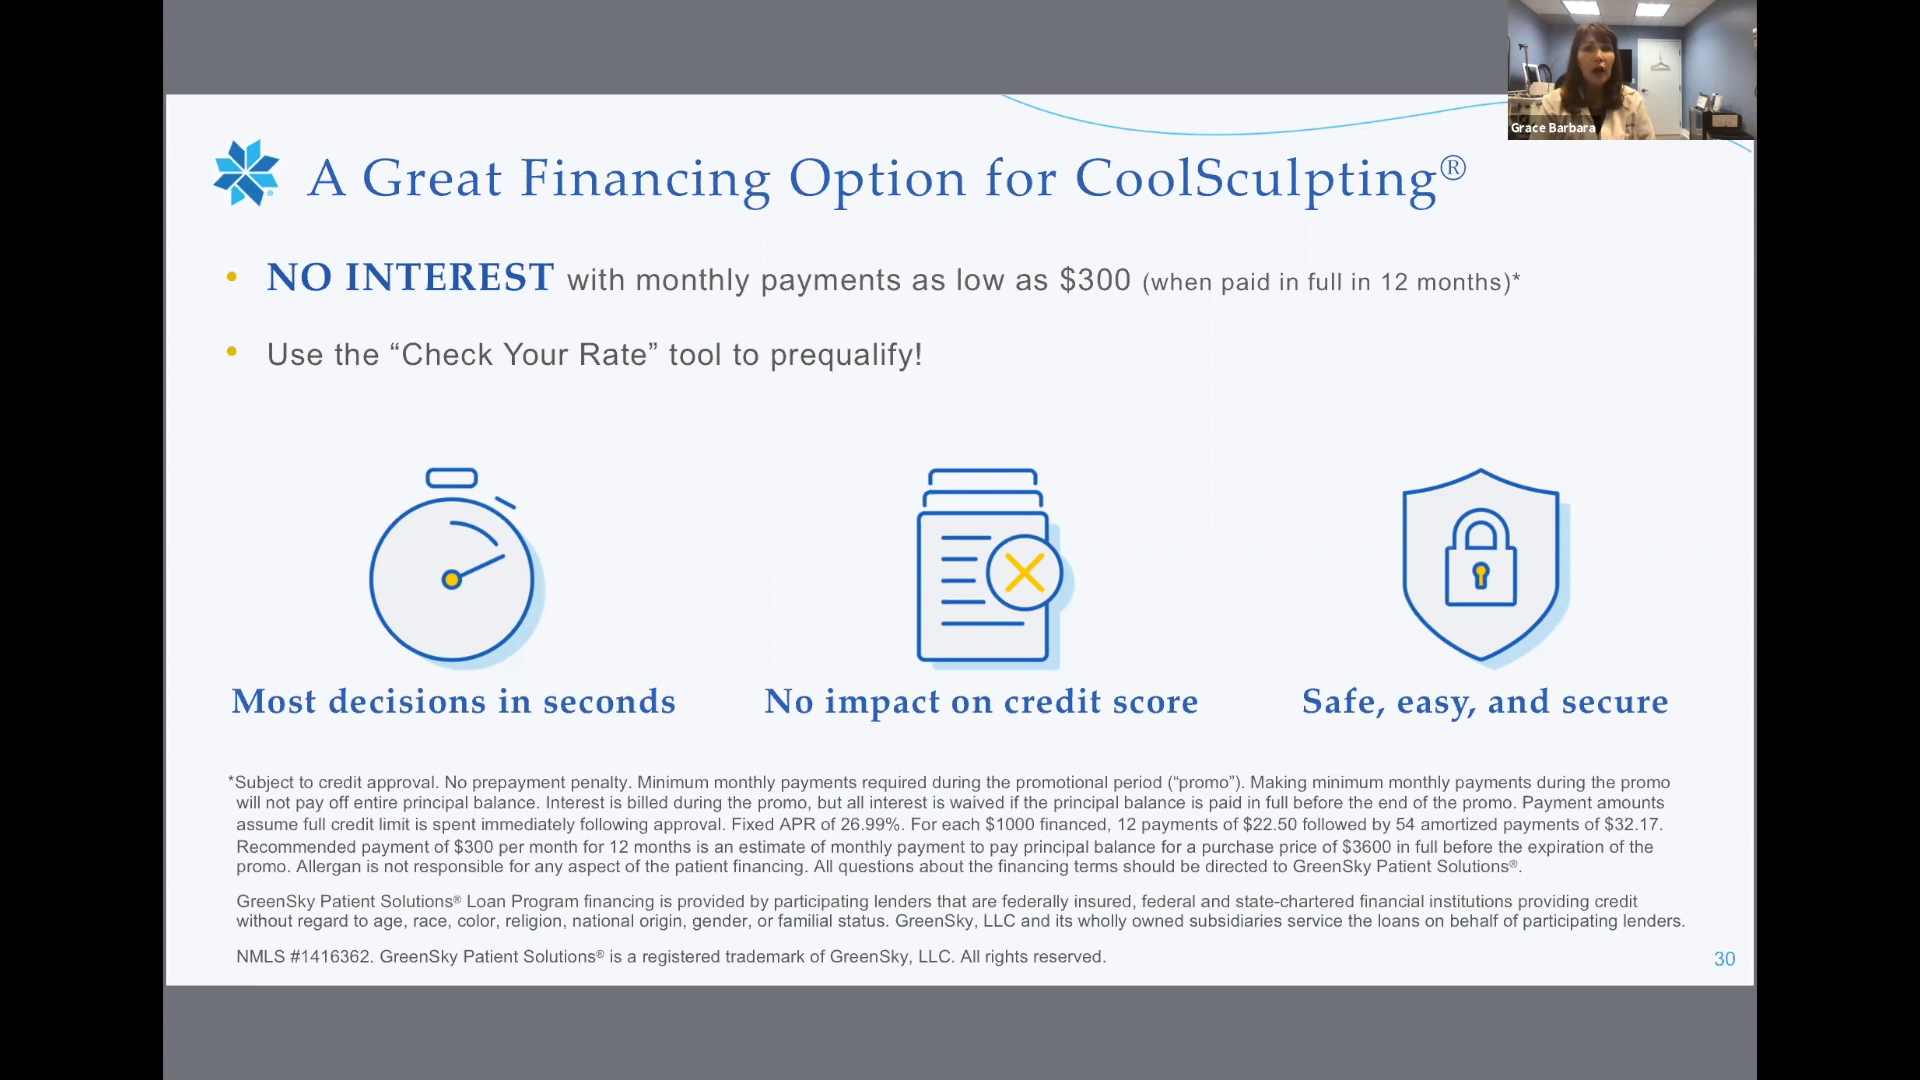 Grace Barbara
A Great Financing Option for CoolSculpting®
• NO INTEREST with monthly payments as low as $300 (when paid in full in 12 months)*
• Use the “Check Your Rate” tool to prequalify!
Most decisions in seconds
No impact on credit score
Safe, easy, and secure
*Subject to credit approval. No prepayment penalty. Minimum monthly payments required during the promotional period (“promo”). Making minimum monthly payments during the promo
will not pay off entire principal balance. Interest is billed during the promo, but all interest is waived if the principal balance is paid in full before the end of the promo. Payment amounts
assume full credit limit is spent immediately following approval. Fixed APR of 26.99%. For each $1000 financed, 12 payments of $22.50 followed by 54 amortized payments of $32.17.
Recommended payment of $300 per month for 12 months is an estimate of monthly payment to pay principal balance for a purchase price of $3600 in full before the expiration of the
promo. Allergan is not responsible for any aspect of the patient financing. All questions about the financing terms should be directed to GreenSky Patient Solutions®.
GreenSky Patient Solutions® Loan Program financing is provided by participating lenders that are federally insured, federal and state-chartered financial institutions providing credit
without regard to age, race, color, religion, national origin, gender, or familial status. GreenSky, LLC and its wholly owned subsidiaries service the loans on behalf of participating lenders.
NMLS #1416362. GreenSky Patient Solutions® is a registered trademark of GreenSky, LLC. All rights reserved.
30